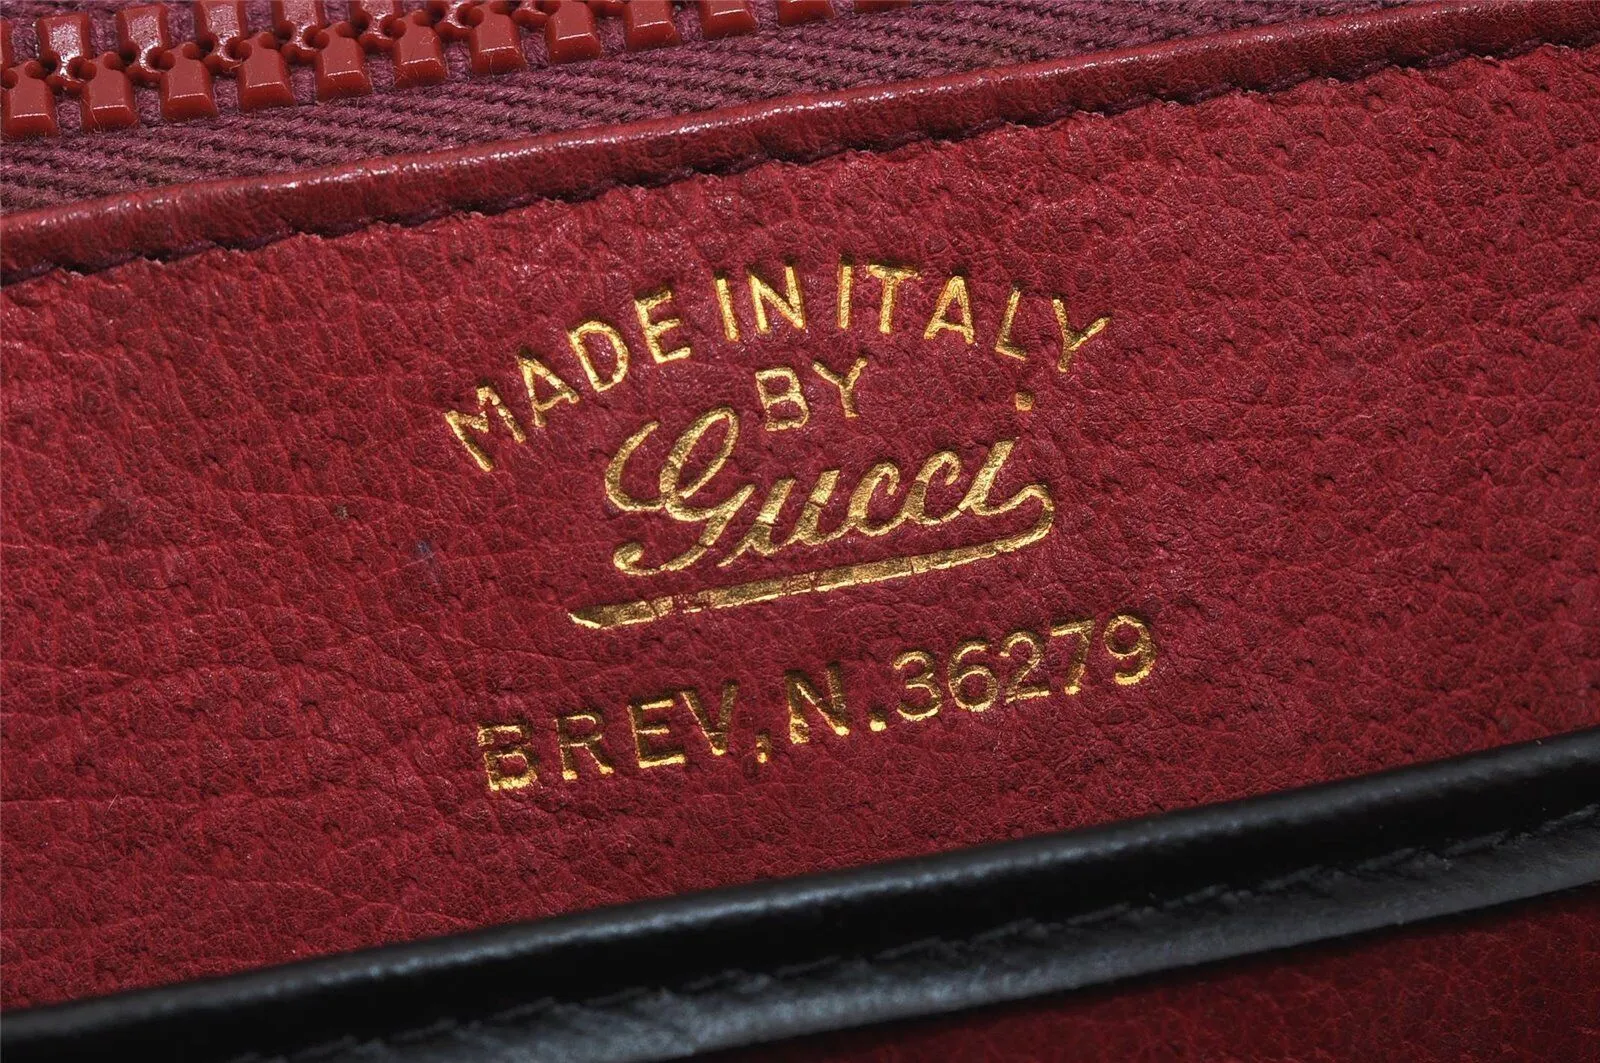 MADE IN ITALY
BY
Gucci
BREV,N.36279